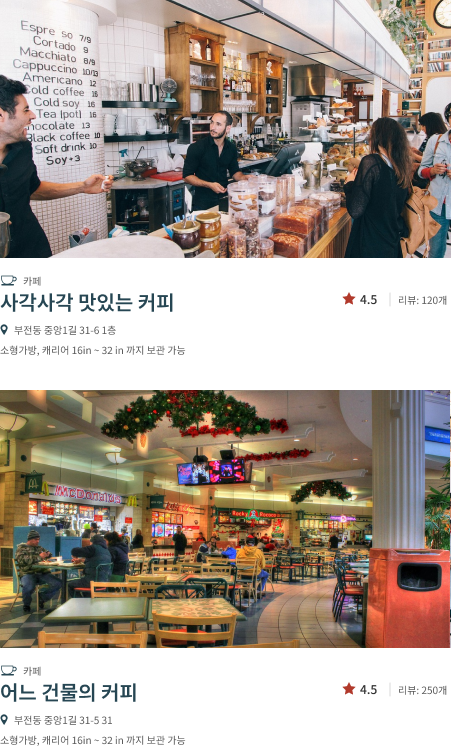 Espre so 7/9
Cortado 9
Macchiato 8/9
Cappuccino 10/13
Americano 12
Cold coffee 16
Cold soy 16
Tea (pot) 16
hocolate 13
Black coffee 10
Soft drink 10
Soy+3
카페
사각사각 맛있는 커피
4.5
리뷰: 120개
부전동 중앙1길 31-6 1층
소형가방, 캐리어 16in ~ 32 in 까지 보관 가능
McDonald's
Rocky Rococo
카페
어느 건물의 커피
4.5
리뷰: 250개
부전동 중앙1길 31-5 31
소형가방, 캐리어 16in ~ 32 in 까지 보관 가능